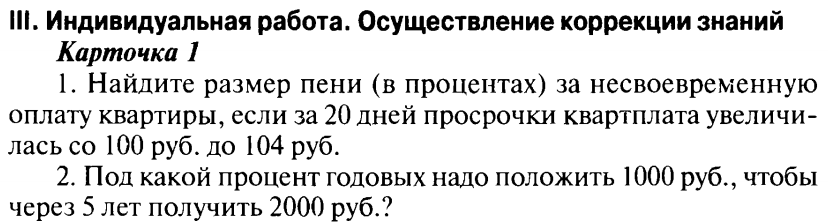 III. Индивидуальная работа. Осуществление коррекции знаний
Карточка 1
1. Найдите размер пени (в процентах) за несвоевременную
оплату квартиры, если за 20 дней просрочки квартплата увеличи-
лась со 100 руб. до 104 руб.
2. Под какой процент годовых надо положить 1000 руб., чтобы
через 5 лет получить 2000 руб.?